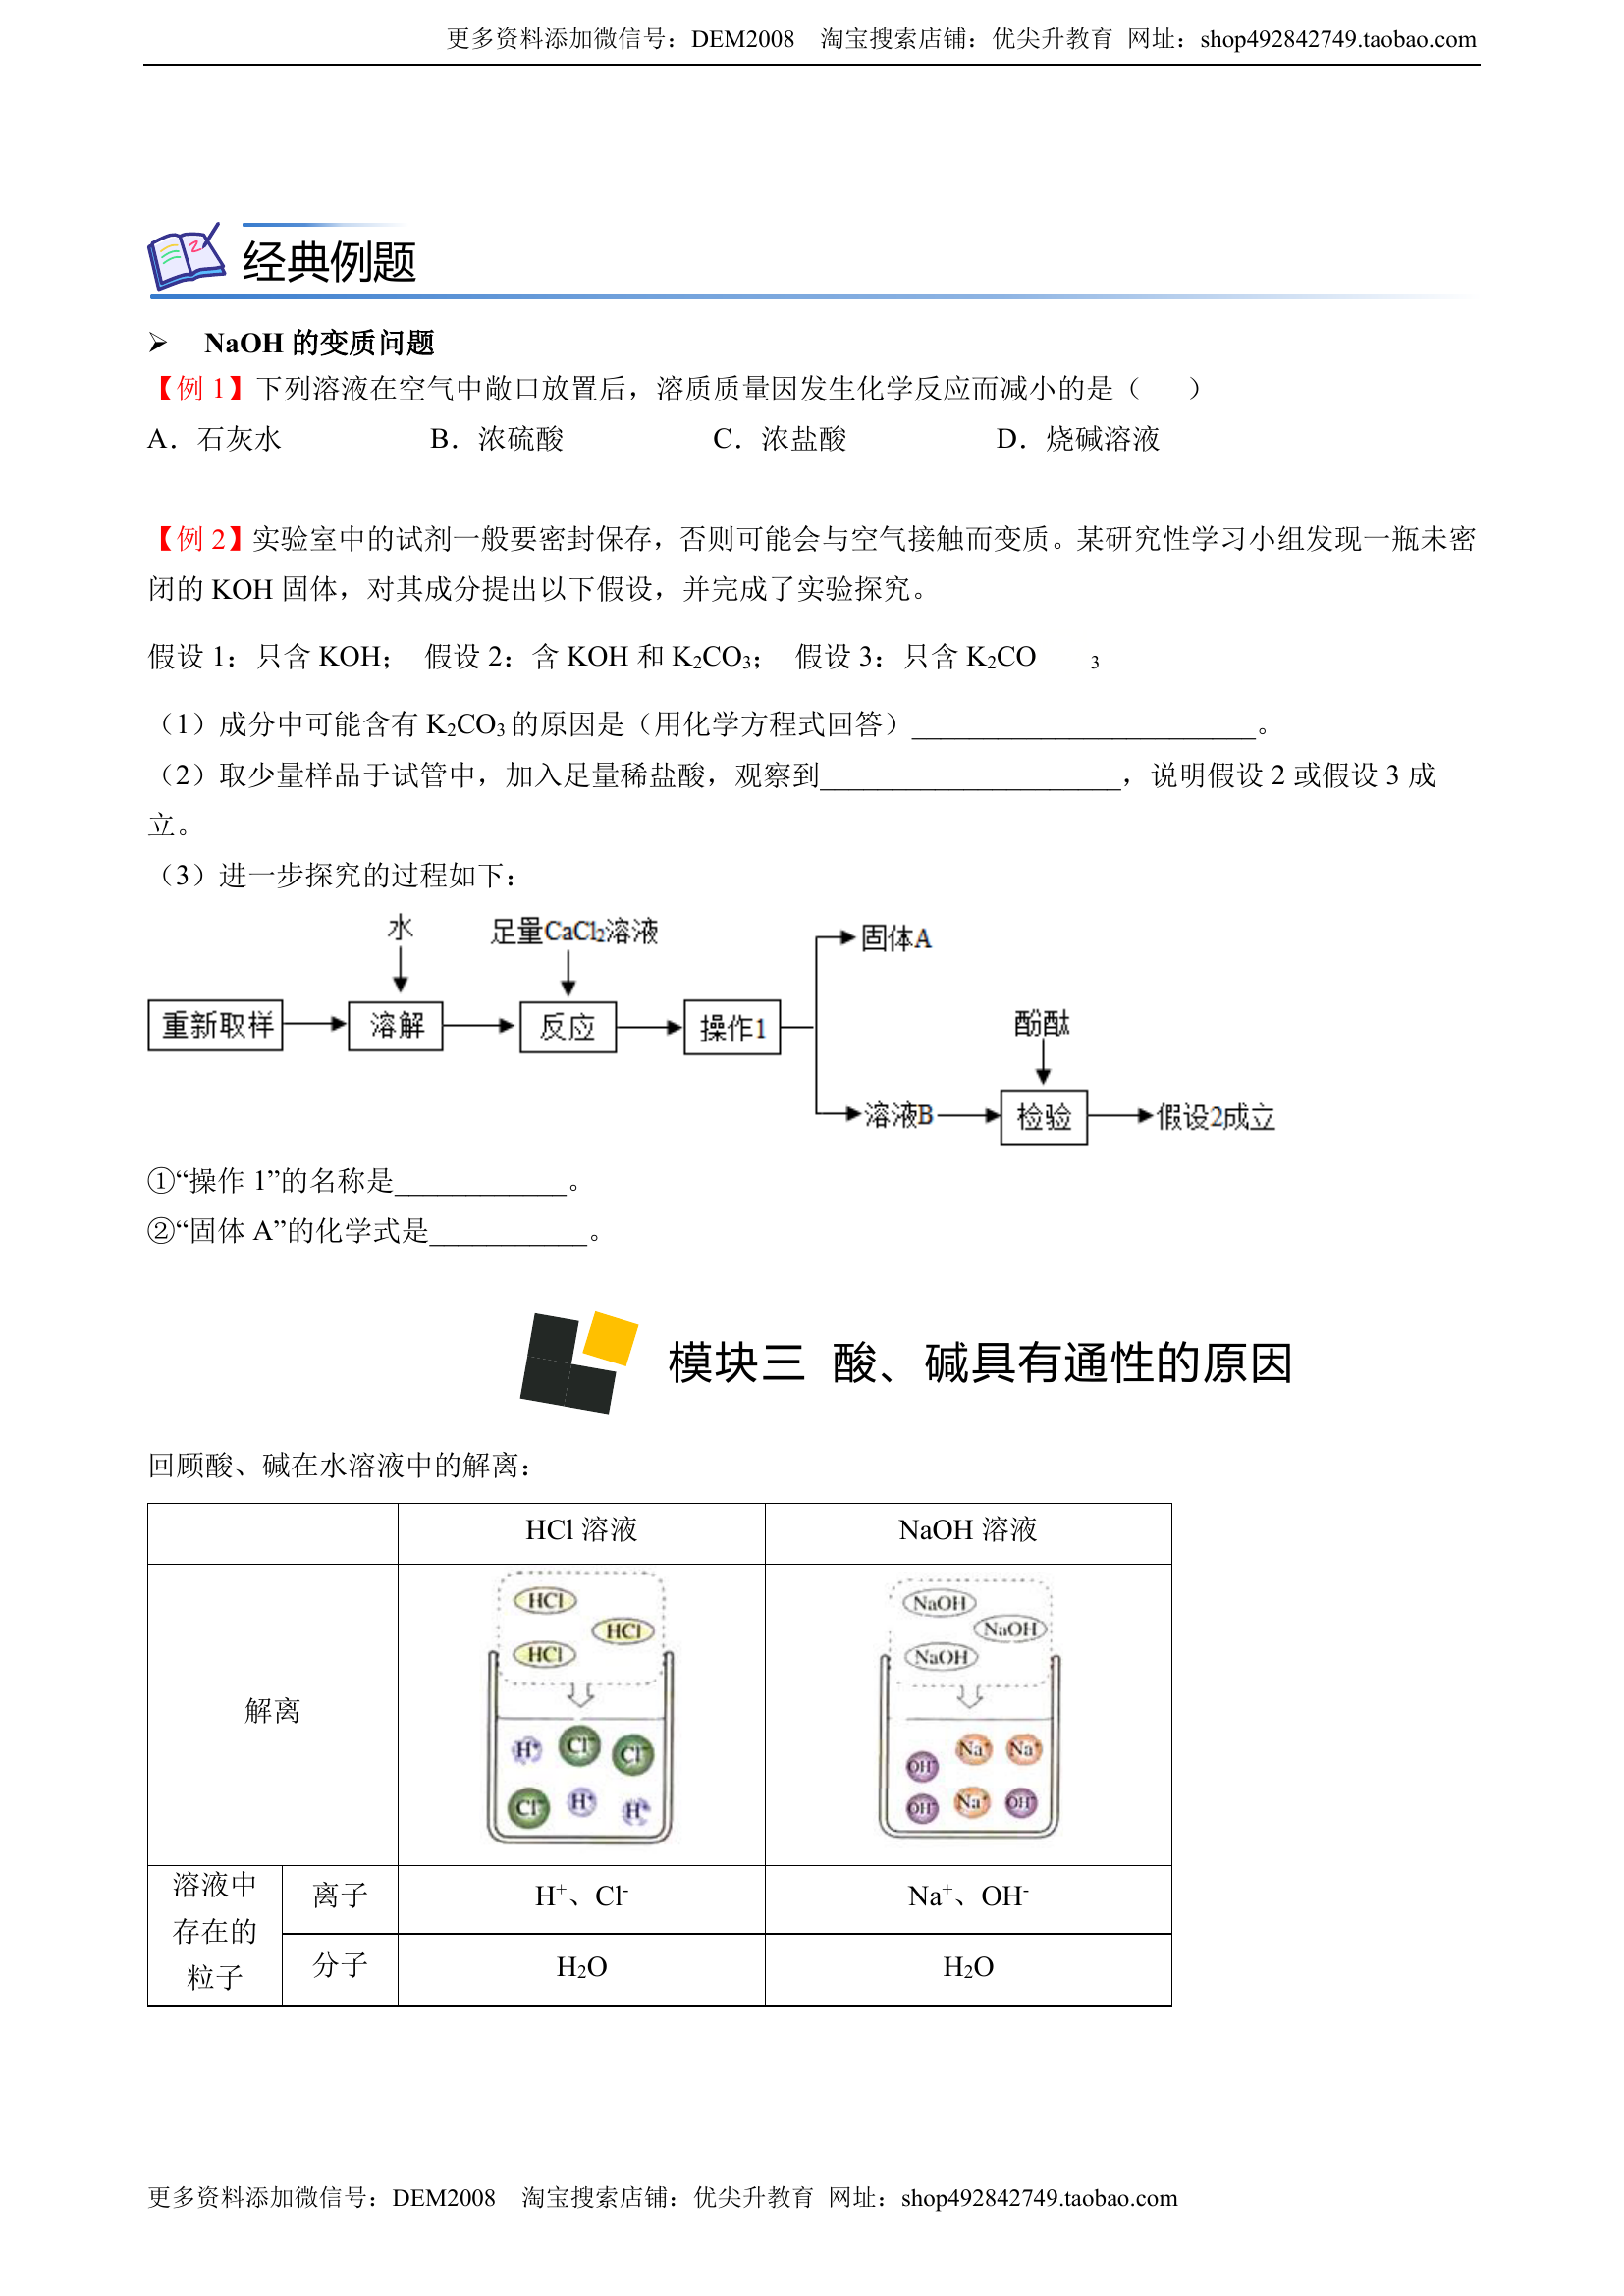 更多资料添加微信号：DEM2008 淘宝搜索店铺：优尖升教育 网址：shop492842749.taobao.com
经典例题
➢ NaOH 的变质问题
【例 1】下列溶液在空气中敞口放置后，溶质质量因发生化学反应而减小的是（ ）
A．石灰水 B．浓硫酸 C．浓盐酸 D．烧碱溶液
【例 2】实验室中的试剂一般要密封保存，否则可能会与空气接触而变质。某研究性学习小组发现一瓶未密
闭的 KOH 固体，对其成分提出以下假设，并完成了实验探究。
假设 1：只含 KOH； 假设 2：含 KOH 和 K₂CO₃； 假设 3：只含 K₂CO ₃
（1）成分中可能含有 K₂CO₃ 的原因是（用化学方程式回答）________________________。
（2）取少量样品于试管中，加入足量稀盐酸，观察到_____________________，说明假设 2 或假设 3 成
立。
（3）进一步探究的过程如下：
水 足量CaCl₂溶液 固体A
重新取样 溶解 反应 操作1 酚酞
溶液B 检验 假设2成立
①“操作 1”的名称是____________。
②“固体 A”的化学式是___________。
模块三 酸、碱具有通性的原因
回顾酸、碱在水溶液中的解离：
HCl 溶液 NaOH 溶液
解离
HCl
HCl
HCl
H⁺ Cl⁻ Cl⁻
Cl⁻ H⁺ H⁺
NaOH
NaOH
NaOH
OH⁻ Na⁺ Na⁺
OH⁻ Na⁺ OH⁻
溶液中
存在的
粒子
离子 H⁺、Cl⁻ Na⁺、OH⁻
分子 H₂O H₂O
更多资料添加微信号：DEM2008 淘宝搜索店铺：优尖升教育 网址：shop492842749.taobao.com